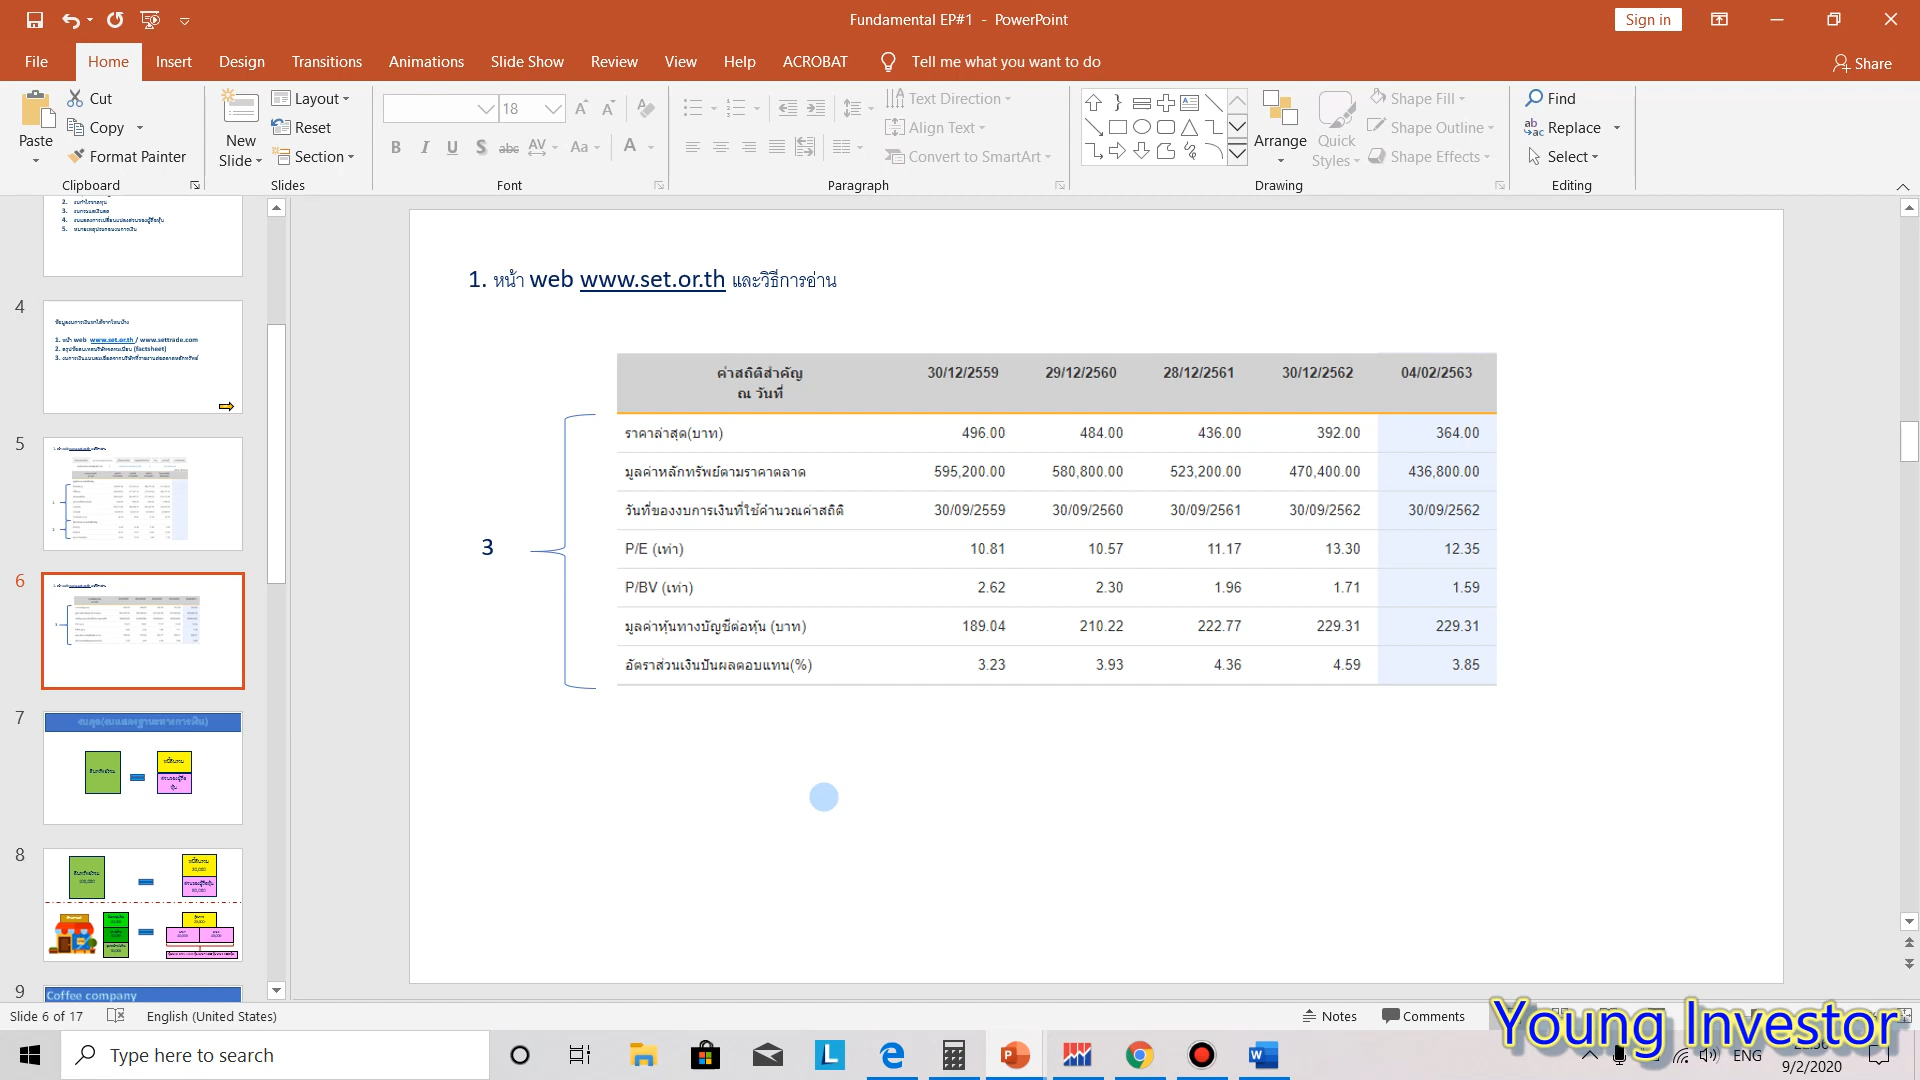 Fundamental EP#1 - PowerPoint
Sign in
File Home Insert Design Transitions Animations Slide Show Review View Help ACROBAT Tell me what you want to do Share
Paste
Cut
Copy
Format Painter
Clipboard
New Slide
Layout
Reset
Section
Slides
18
Font
Text Direction
Align Text
Convert to SmartArt
Paragraph
Arrange
Quick Styles
Shape Fill
Shape Outline
Shape Effects
Drawing
Find
Replace
Select
Editing
4
1. หน้า web www.set.or.th / www.settrade.com
5
6
7
8
9
Coffee company
1. หน้า web www.set.or.th และวิธีการอ่าน
3
ค่าสถิติสำคัญ
ณ วันที่ 30/12/2559 29/12/2560 28/12/2561 30/12/2562 04/02/2563
ราคาล่าสุด(บาท) 496.00 484.00 436.00 392.00 364.00
มูลค่าหลักทรัพย์ตามราคาตลาด 595,200.00 580,800.00 523,200.00 470,400.00 436,800.00
วันที่ของงบการเงินที่ใช้คำนวณค่าสถิติ 30/09/2559 30/09/2560 30/09/2561 30/09/2562 30/09/2562
P/E (เท่า) 10.81 10.57 11.17 13.30 12.35
P/BV (เท่า) 2.62 2.30 1.96 1.71 1.59
มูลค่าหุ้นทางบัญชีต่อหุ้น (บาท) 189.04 210.22 222.77 229.31 229.31
อัตราส่วนเงินปันผลตอบแทน(%) 3.23 3.93 4.36 4.59 3.85
Slide 6 of 17 English (United States) Notes Comments
Young Investor
Type here to search
ENG
9/2/2020